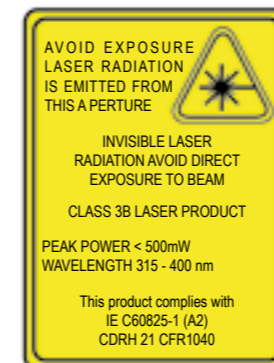 AVOID EXPOSURE
LASER RADIATION
IS EMITTED FROM
THIS A PERTURE
INVISIBLE LASER
RADIATION AVOID DIRECT
EXPOSURE TO BEAM
CLASS 3B LASER PRODUCT
PEAK POWER < 500mW
WAVELENGTH 315 - 400 nm
This product complies with
IE C60825-1 (A2)
CDRH 21 CFR1040